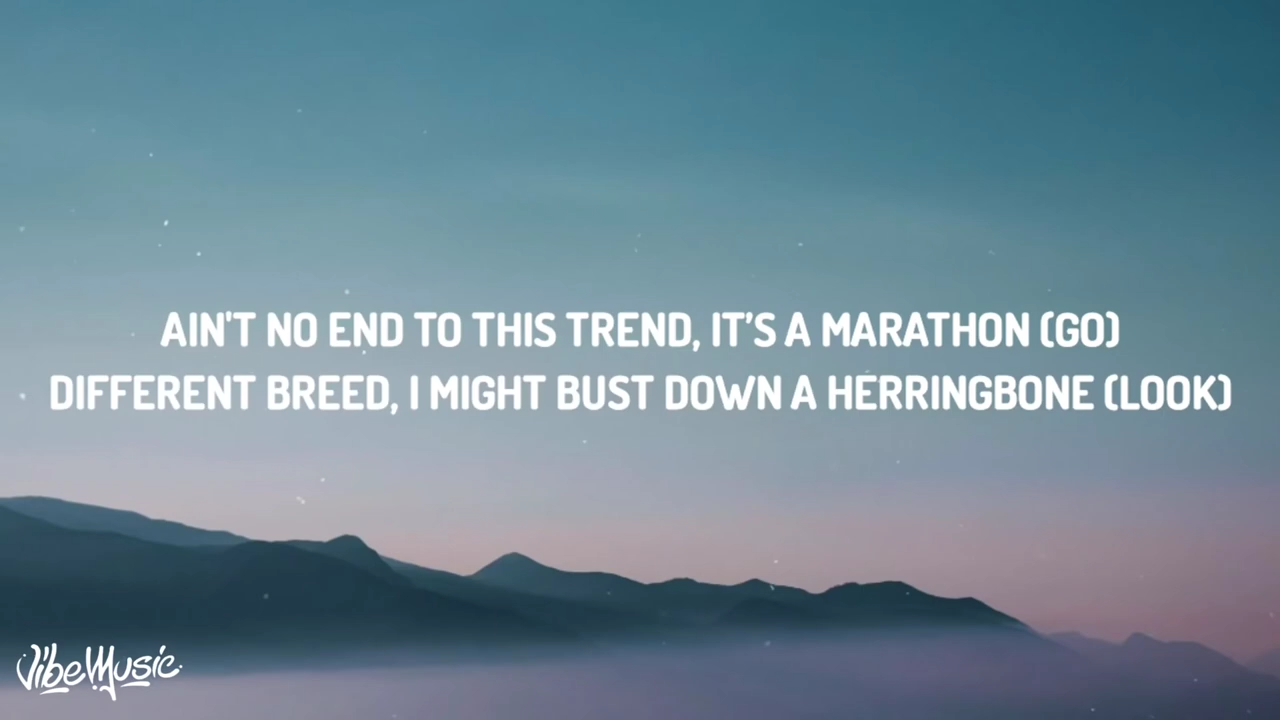 AIN'T NO END TO THIS TREND, IT’S A MARATHON (GO)
DIFFERENT BREED, I MIGHT BUST DOWN A HERRINGBONE (LOOK)
VibeMusic